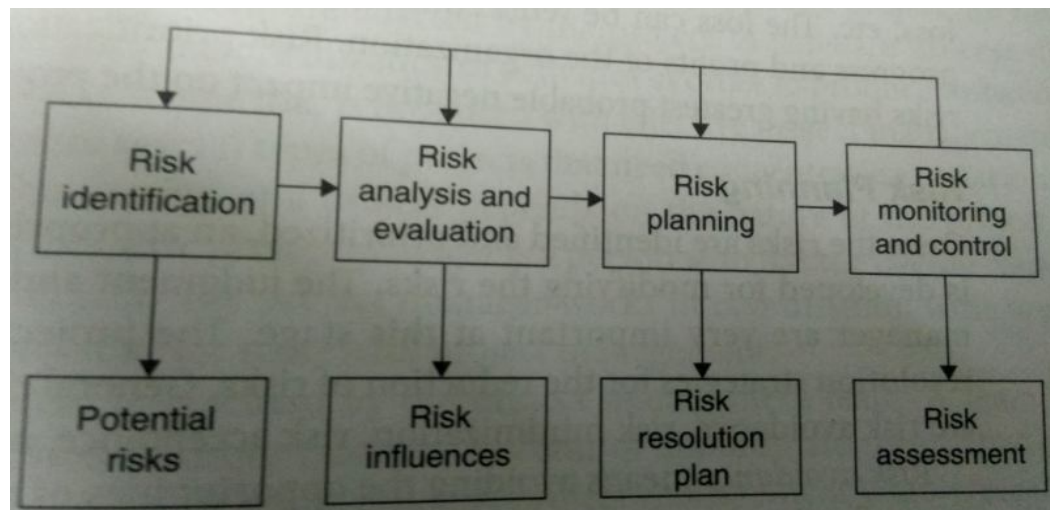 Risk
identification
Risk
analysis and
evaluation
Risk
planning
Risk
monitoring
and control
Potential
risks
Risk
influences
Risk
resolution
plan
Risk
assessment